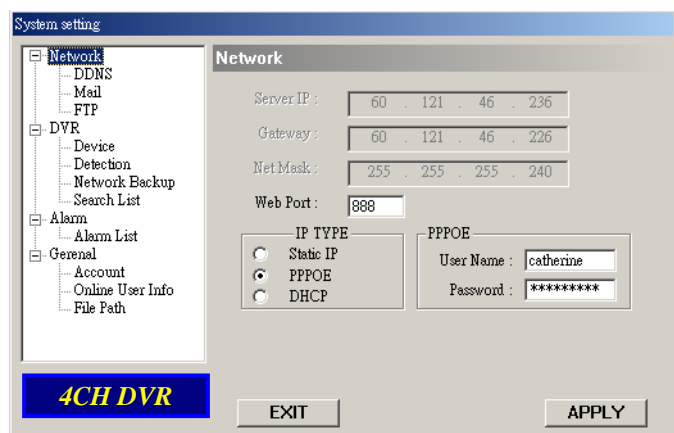 System setting
Network
DDNS
Mail
FTP
DVR
Device
Detection
Network Backup
Search List
Alarm
Alarm List
Gerenal
Account
Online User Info
File Path
4CH DVR
Network
Server IP : 60 . 121 . 46 . 236
Gateway : 60 . 121 . 46 . 226
Net Mask : 255 . 255 . 255 . 240
Web Port : 888
IP TYPE
Static IP
PPPOE
DHCP
PPPOE
User Name : catherine
Password : *********
EXIT
APPLY